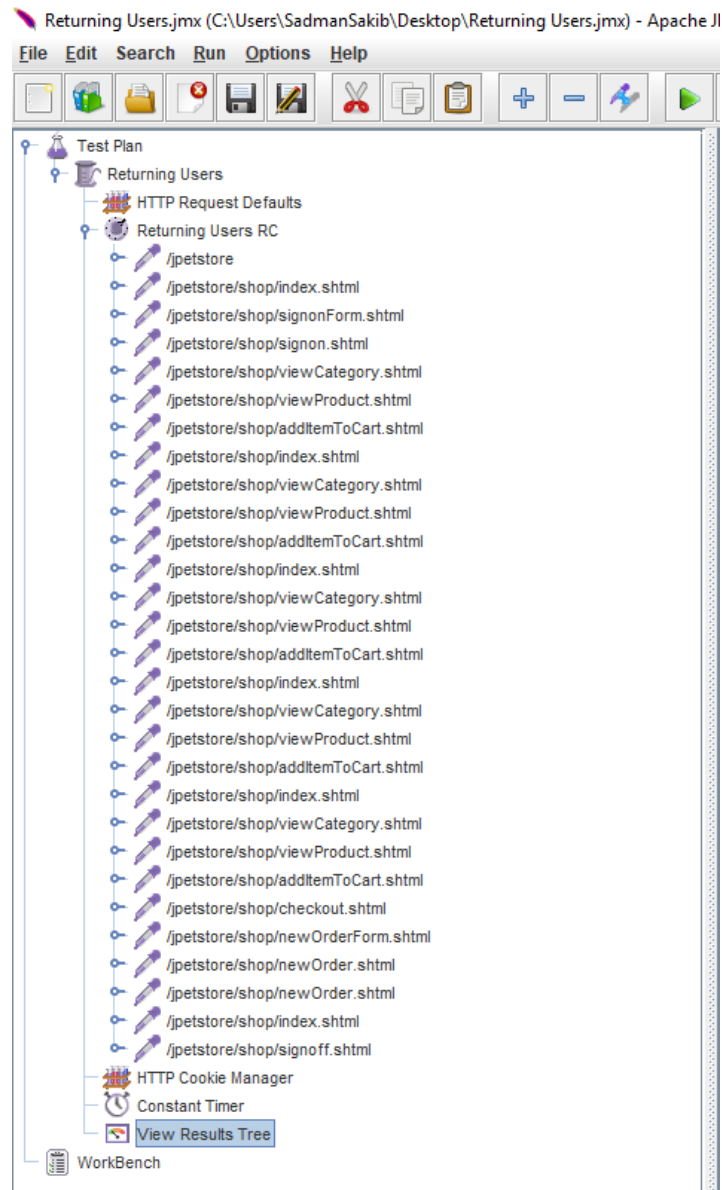 Returning Users.jmx (C:\Users\SadmanSakib\Desktop\Returning Users.jmx) - Apache
File Edit Search Run Options Help
Test Plan
Returning Users
HTTP Request Defaults
Returning Users RC
/jpetstore
/jpetstore/shop/index.shtml
/jpetstore/shop/signonForm.shtml
/jpetstore/shop/signon.shtml
/jpetstore/shop/viewCategory.shtml
/jpetstore/shop/viewProduct.shtml
/jpetstore/shop/addItemToCart.shtml
/jpetstore/shop/index.shtml
/jpetstore/shop/viewCategory.shtml
/jpetstore/shop/viewProduct.shtml
/jpetstore/shop/addItemToCart.shtml
/jpetstore/shop/index.shtml
/jpetstore/shop/viewCategory.shtml
/jpetstore/shop/viewProduct.shtml
/jpetstore/shop/addItemToCart.shtml
/jpetstore/shop/index.shtml
/jpetstore/shop/viewCategory.shtml
/jpetstore/shop/viewProduct.shtml
/jpetstore/shop/addItemToCart.shtml
/jpetstore/shop/index.shtml
/jpetstore/shop/viewCategory.shtml
/jpetstore/shop/viewProduct.shtml
/jpetstore/shop/addItemToCart.shtml
/jpetstore/shop/checkout.shtml
/jpetstore/shop/newOrderForm.shtml
/jpetstore/shop/newOrder.shtml
/jpetstore/shop/newOrder.shtml
/jpetstore/shop/index.shtml
/jpetstore/shop/signoff.shtml
HTTP Cookie Manager
Constant Timer
View Results Tree
WorkBench